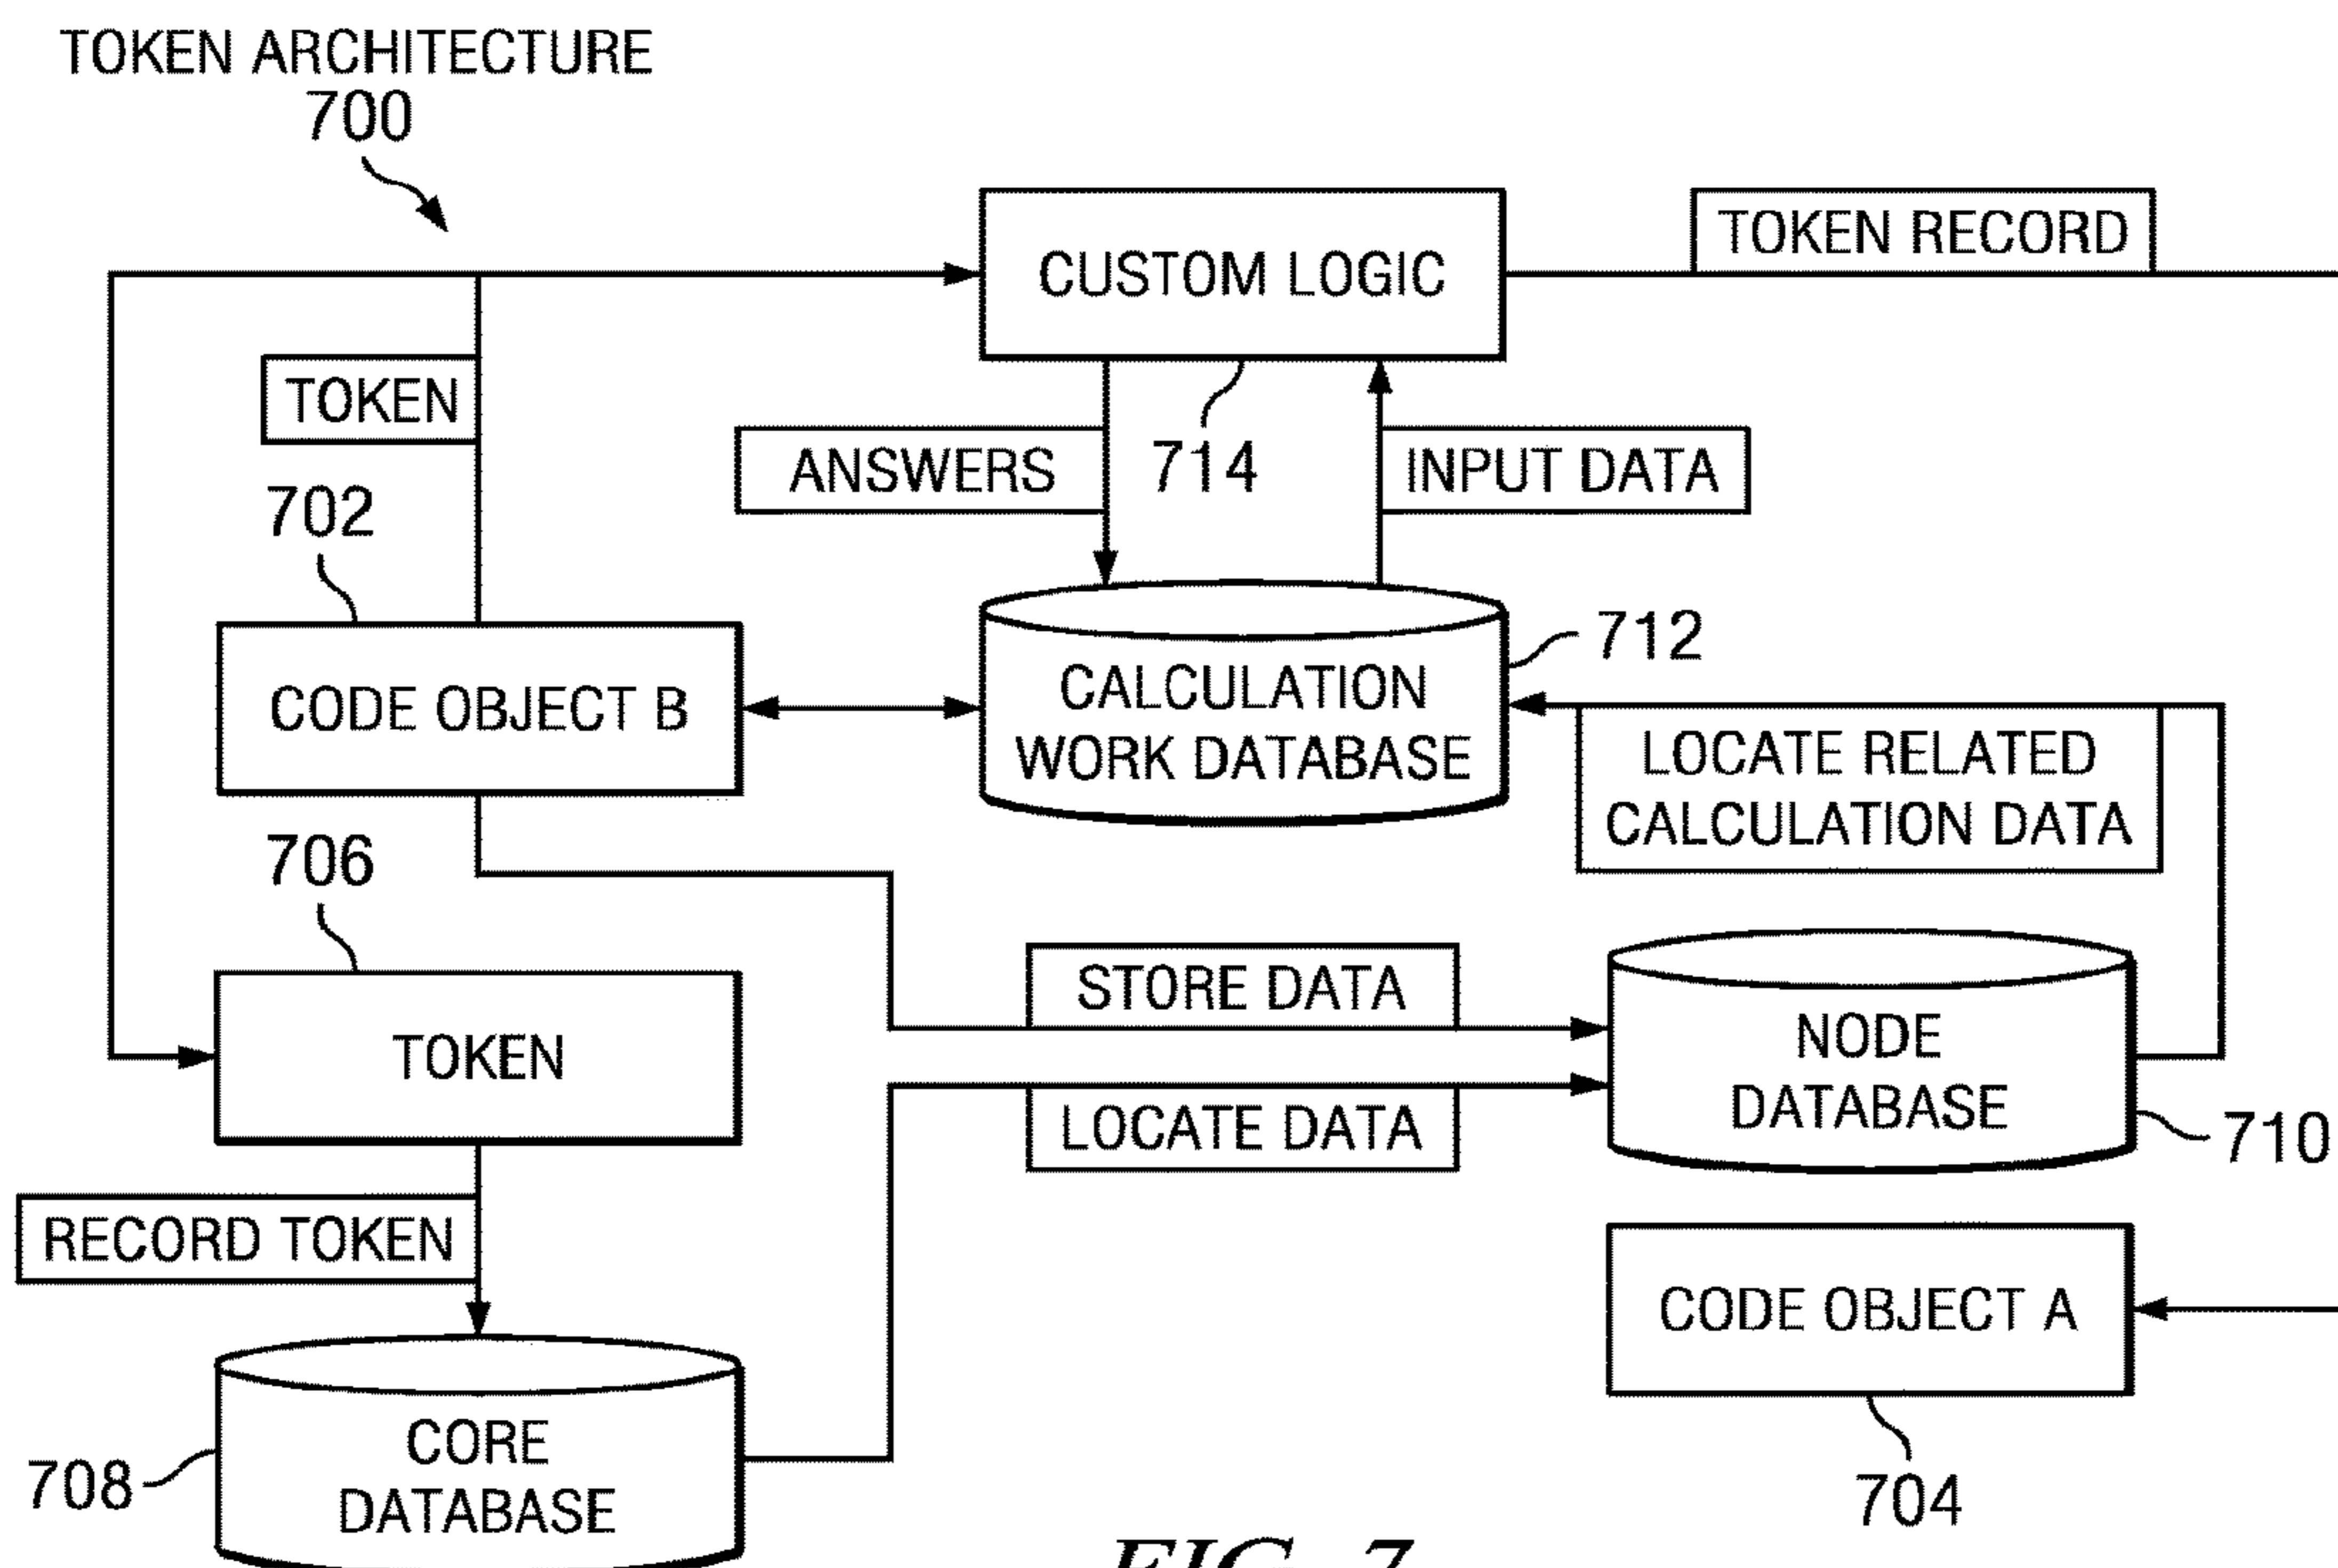 TOKEN ARCHITECTURE
700
TOKEN RECORD
CUSTOM LOGIC
TOKEN
ANSWERS
714
INPUT DATA
702
712
CODE OBJECT B
CALCULATION
WORK DATABASE
LOCATE RELATED
CALCULATION DATA
706
STORE DATA
TOKEN
NODE
DATABASE
LOCATE DATA
710
RECORD TOKEN
CODE OBJECT A
CORE
DATABASE
708
704
FIG. 7